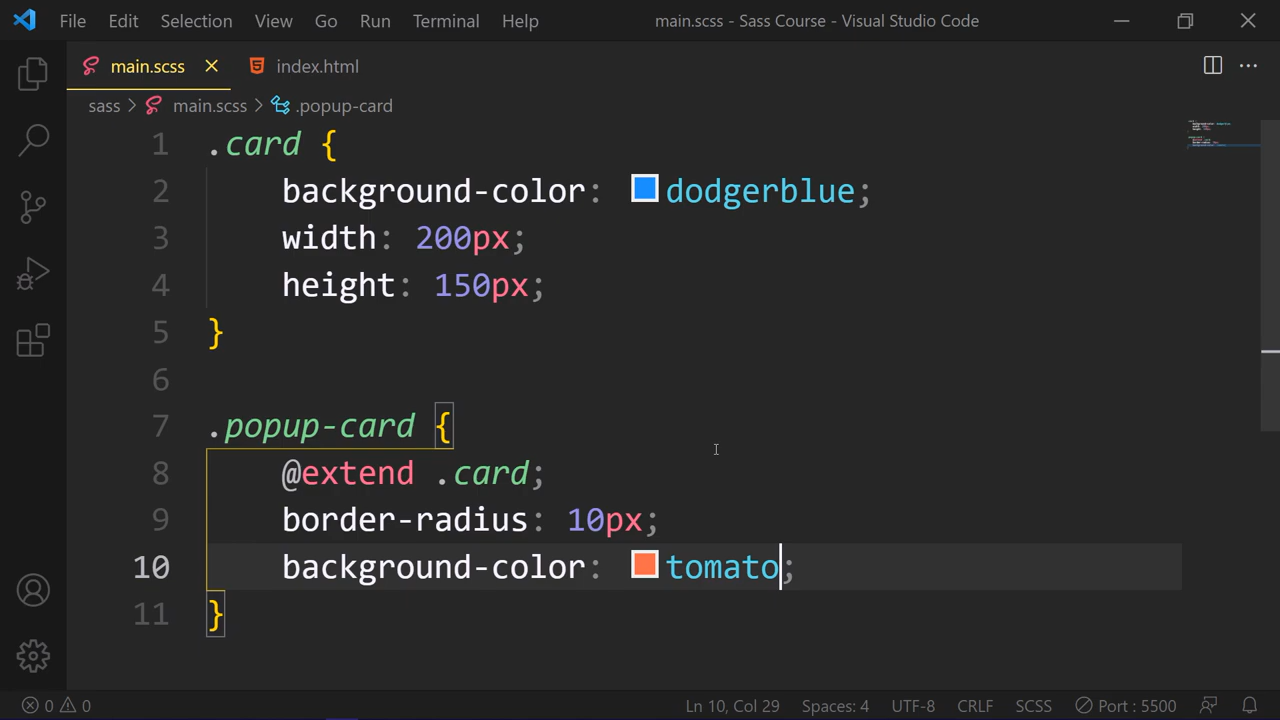 File Edit Selection View Go Run Terminal Help main.scss - Sass Course - Visual Studio Code
main.scss index.html
sass > main.scss > .popup-card
1 .card {
2 background-color: dodgerblue;
3 width: 200px;
4 height: 150px;
5 }
6
7 .popup-card {
8 @extend .card;
9 border-radius: 10px;
10 background-color: tomato;
11 }
0 0 Ln 10, Col 29 Spaces: 4 UTF-8 CRLF SCSS Port : 5500